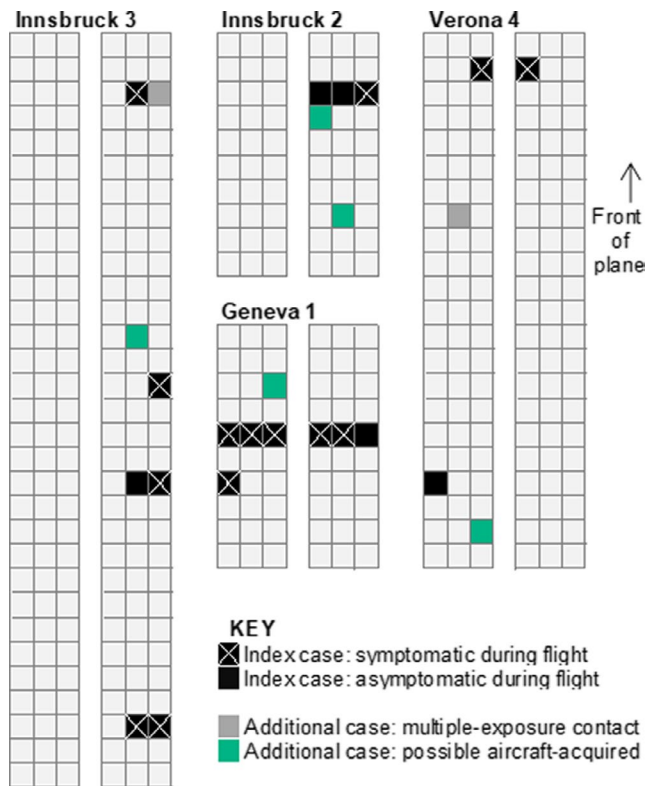 Innsbruck 3
Innsbruck 2
Verona 4
Front
of
plane
Geneva 1
KEY
Index case: symptomatic during flight
Index case: asymptomatic during flight
Additional case: multiple-exposure contact
Additional case: possible aircraft-acquired